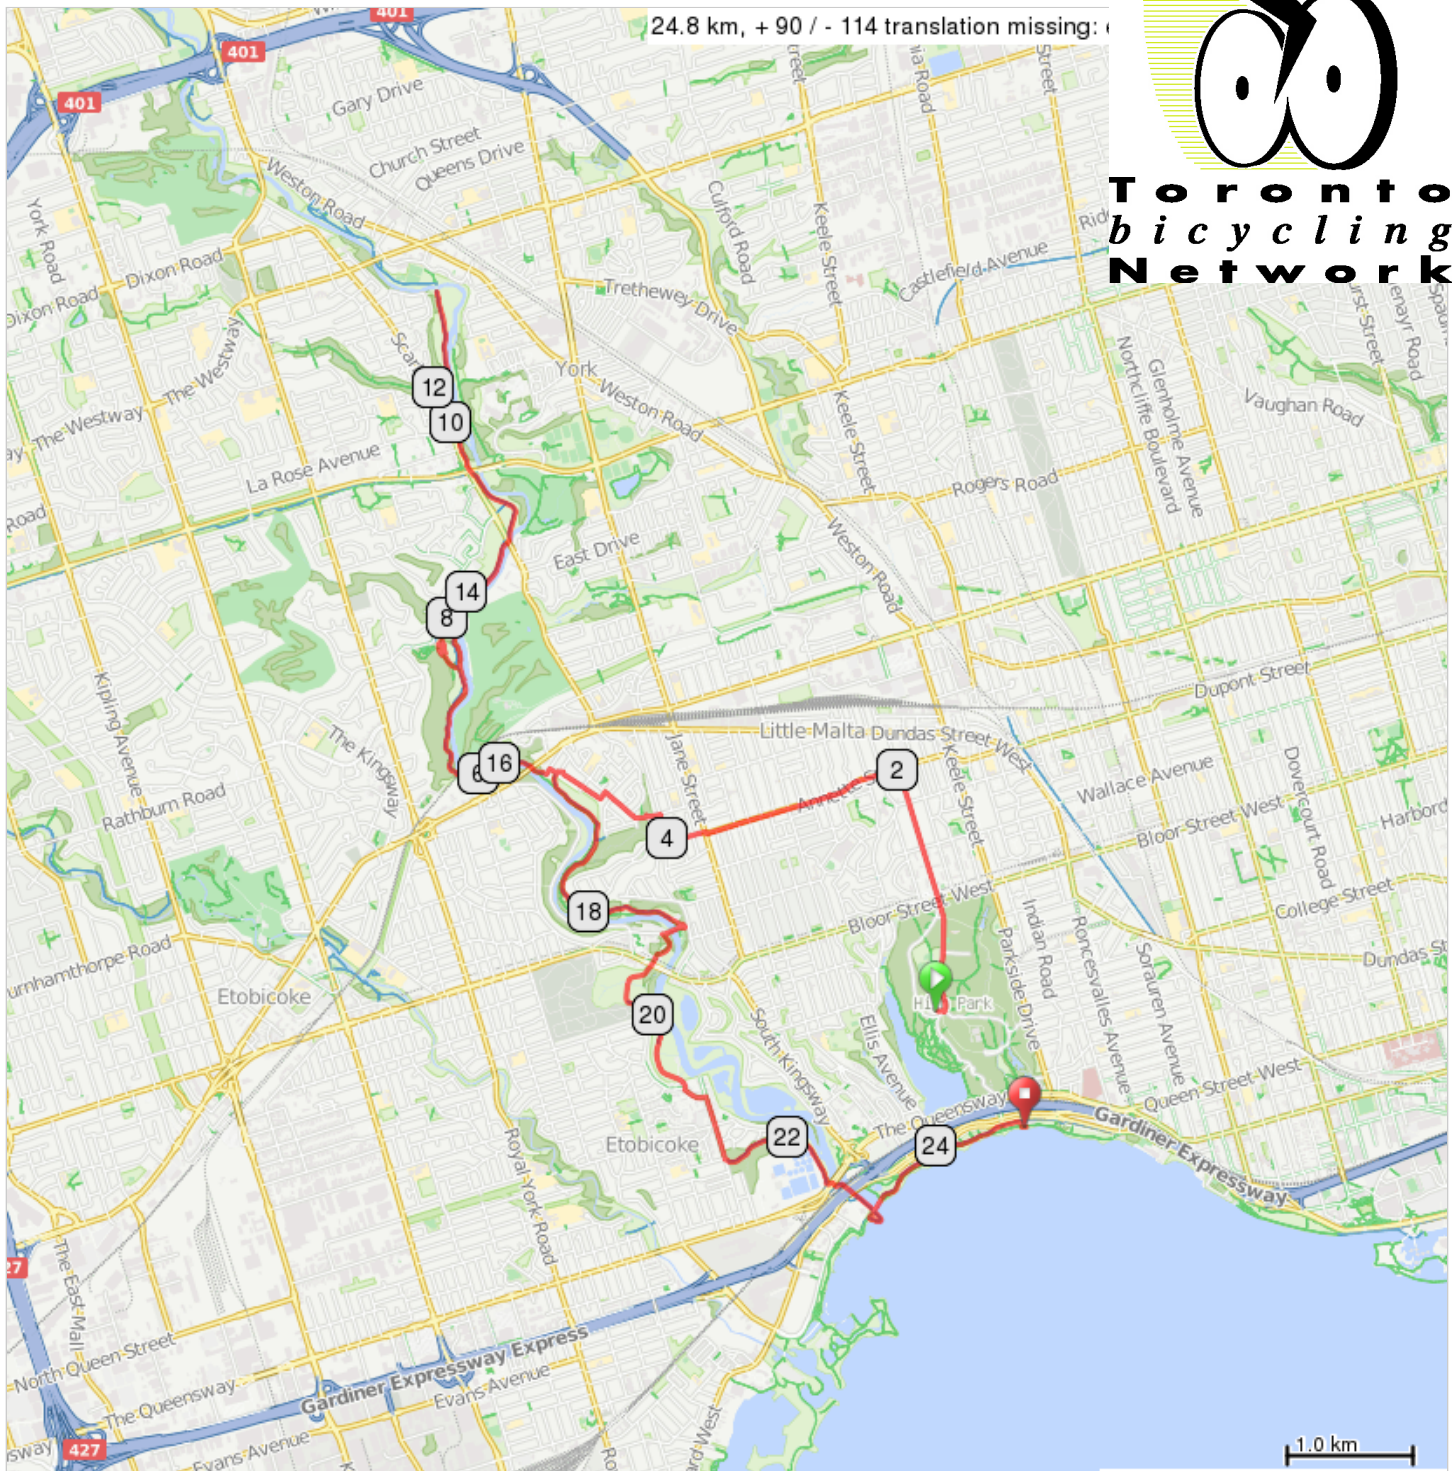 24.8 km, + 90 / - 114 translation missing:
401
401
401
Gary Drive
Church Street
Queens Drive
Weston Road
York Road
Dixon Road
Dixon Road
Culford Road
Keele Street
Castlefield Avenue
Toronto
bicycling
Network
Trethewey Drive
The Westway
The Westway
York
Weston Road
Keele Street
Northcliffe Boulevard
Glenholme Avenue
Vaughan Road
12
10
La Rose Avenue
Rogers Road
East Drive
Weston Road
14
8
Kipling Avenue
The Kingsway
Rathburn Road
Dupont Street
Little Malta
Dundas Street West
Jane Street
Keele Street
Wallace Avenue
2
6
16
4
Bloor Street West
Dovercourt Road
Bloor Street West
College Street
18
Indian Road
Parkside Drive
Roncesvalles Avenue
Sorauren Avenue
Etobicoke
20
Ellis Avenue
South Kingsway
Queen Street West
The Queensway
Gardiner Expressway
22
24
Etobicoke
Royal York Road
The East Mall
North Queen Street
The Queensway
Gardiner Expressway Express
Evans Avenue
Evans Avenue
427
1.0 km